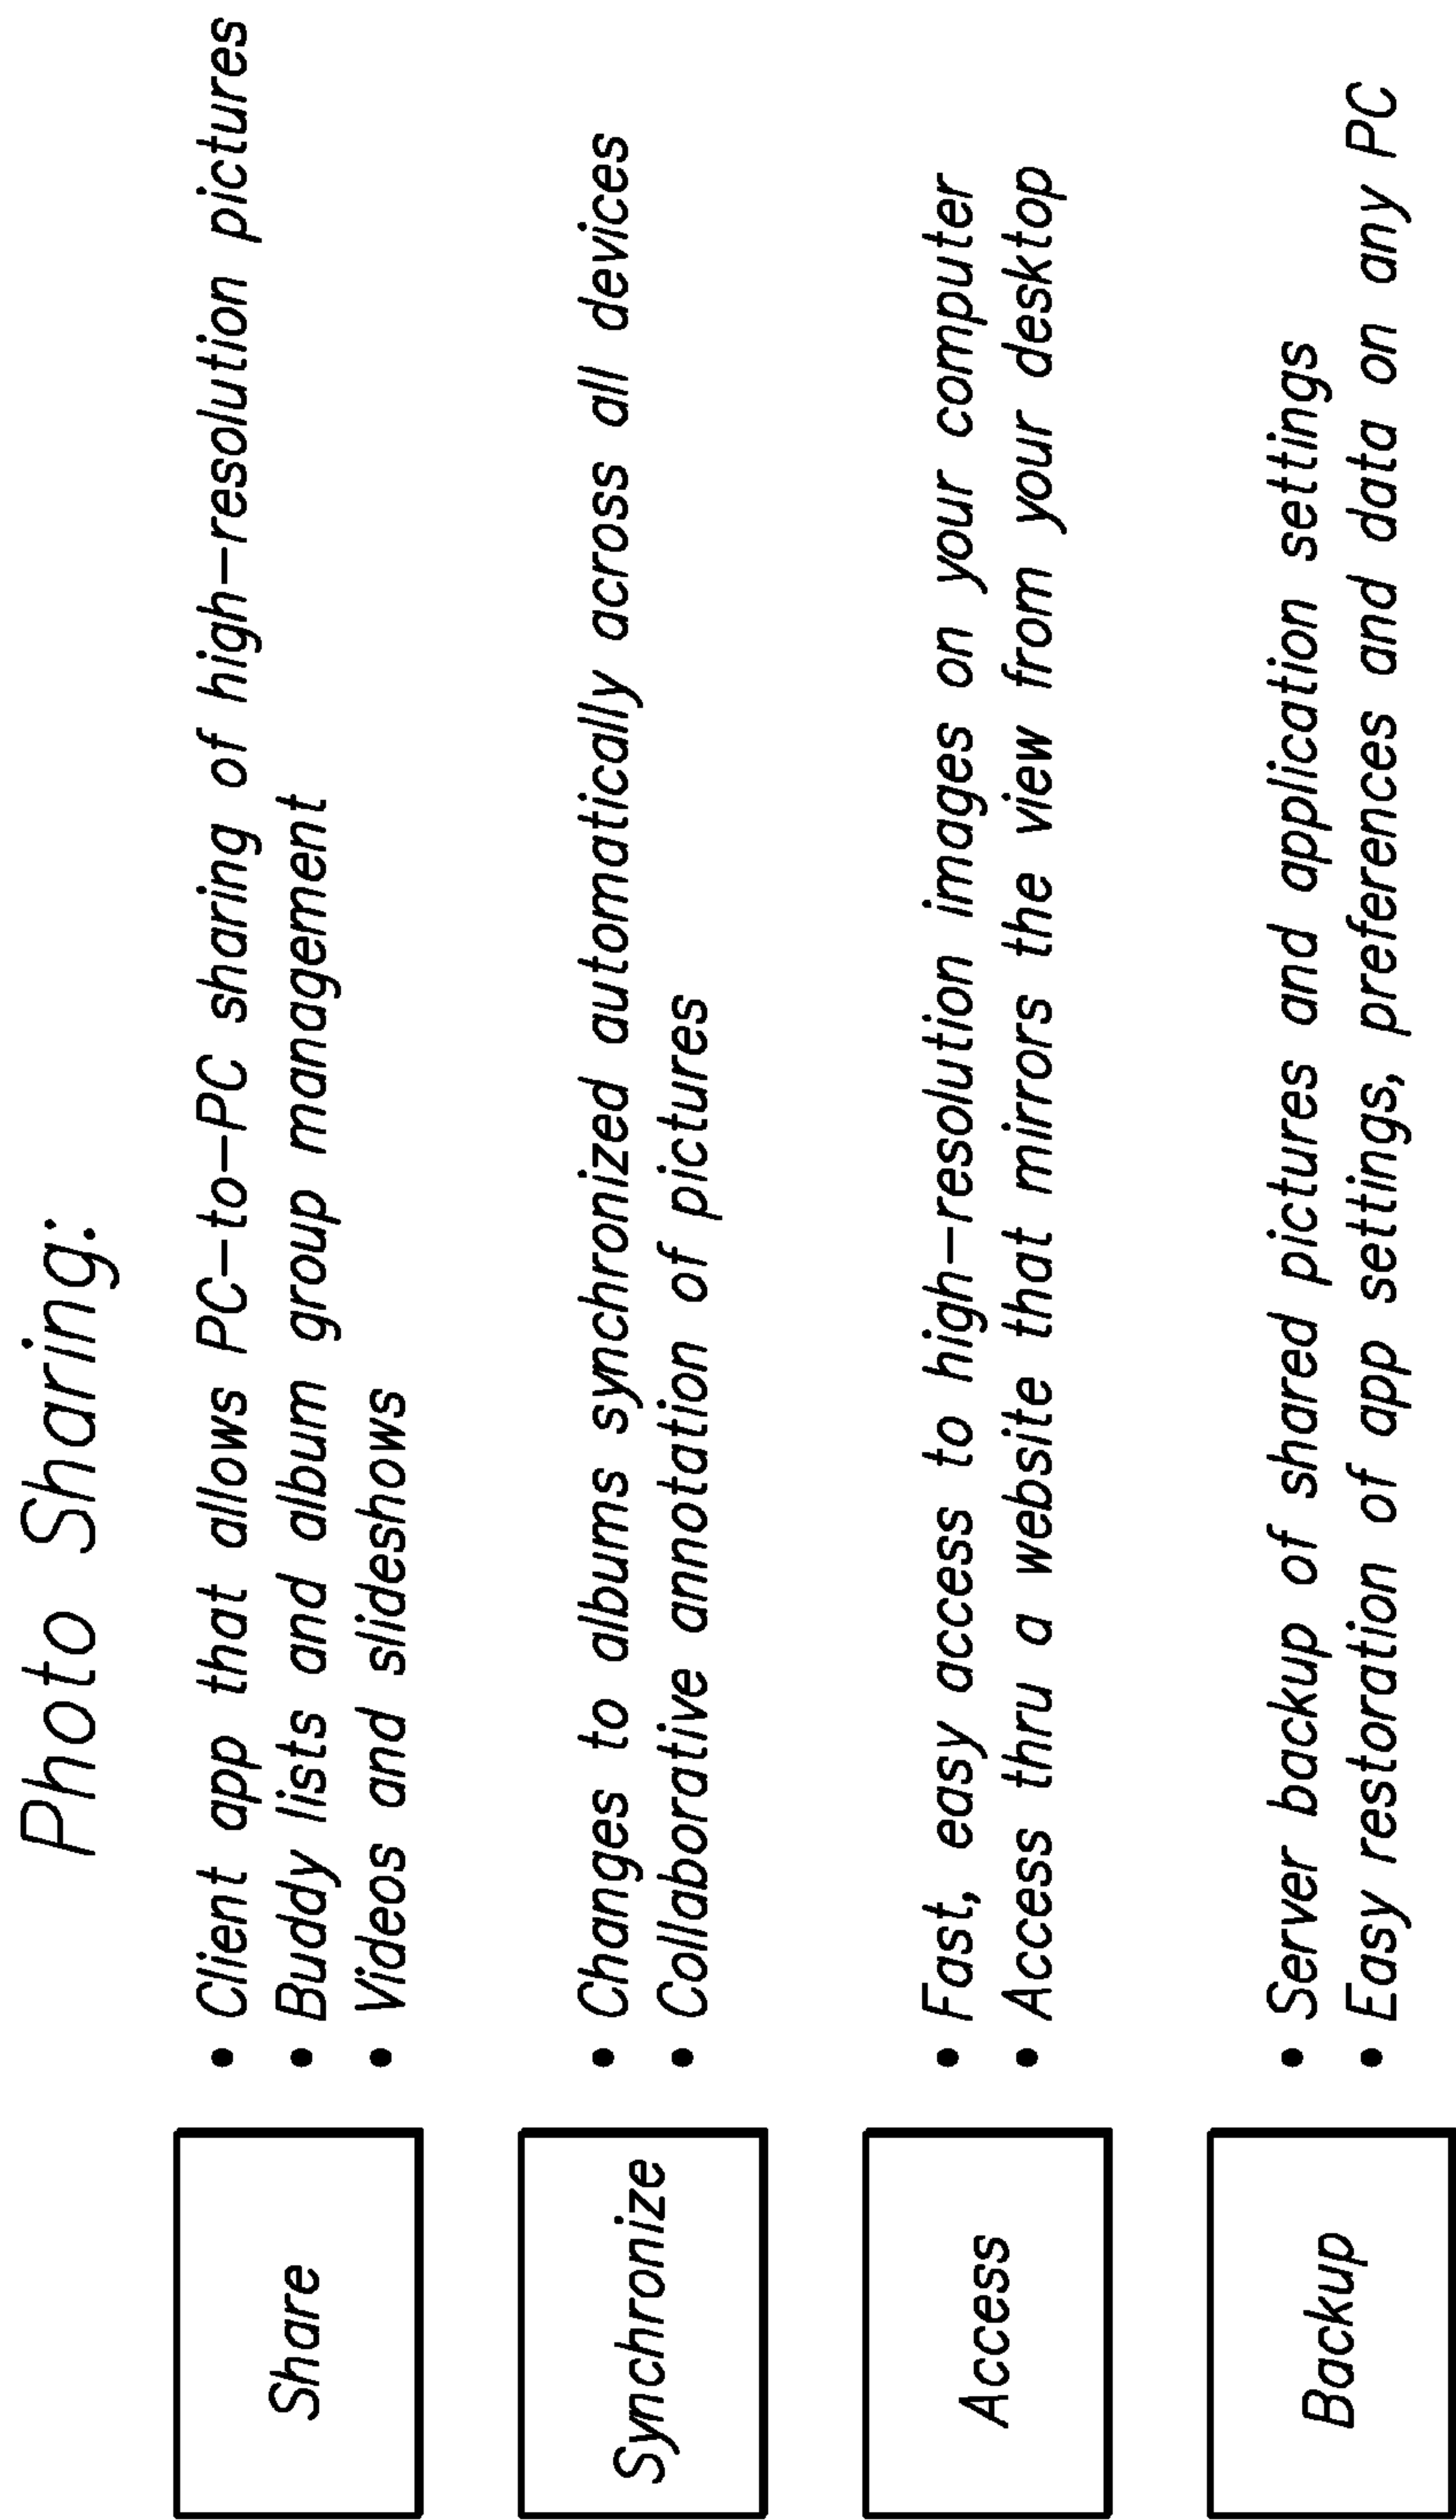 Photo Sharing:
Share
• Client app that allows PC-to-PC sharing of high-resolution pictures
• Buddy lists and album group management
• Videos and slideshows
Synchronize
• Changes to albums synchronized automatically across all devices
• Collaborative annotation of pictures
Access
• Fast, easy access to high-resolution images on your computer
• Access thru a website that mirrors the view from your desktop
Backup
• Server backup of shared pictures and application settings
• Easy restoration of app settings, preferences and data on any PC